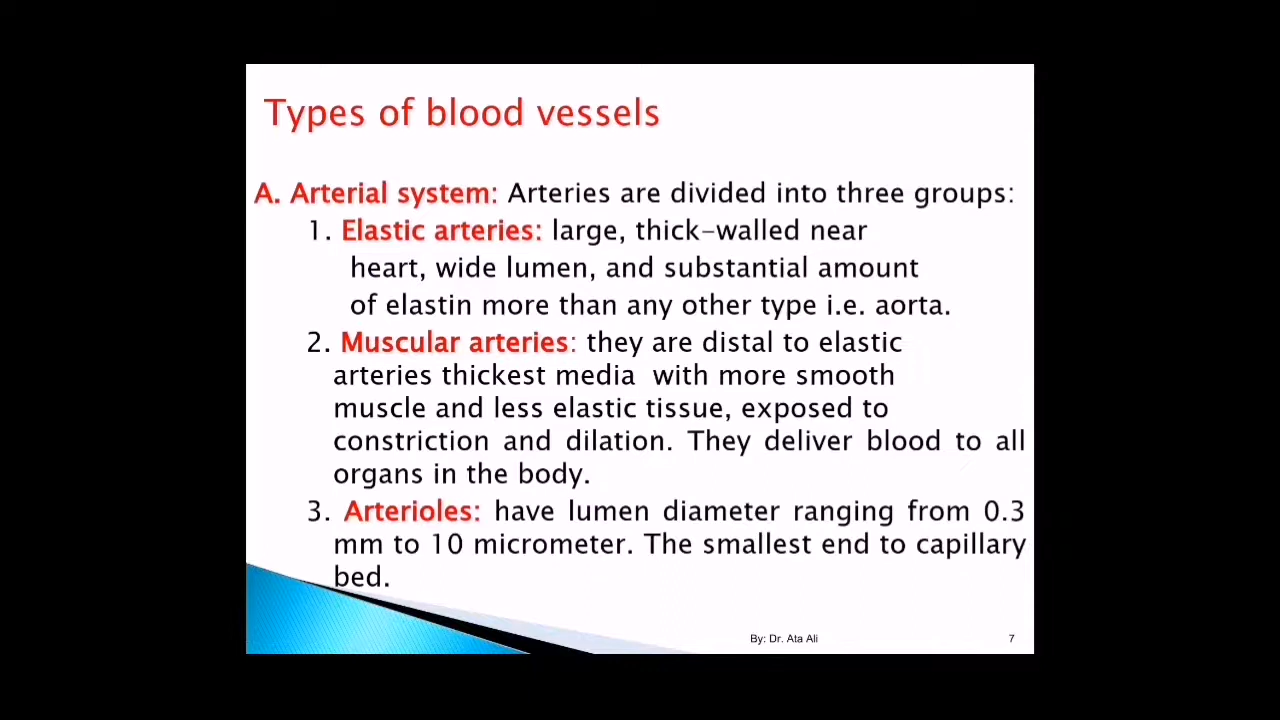 Types of blood vessels
A. Arterial system: Arteries are divided into three groups:
1. Elastic arteries: large, thick-walled near
heart, wide lumen, and substantial amount
of elastin more than any other type i.e. aorta.
2. Muscular arteries: they are distal to elastic
arteries thickest media with more smooth
muscle and less elastic tissue, exposed to
constriction and dilation. They deliver blood to all
organs in the body.
3. Arterioles: have lumen diameter ranging from 0.3
mm to 10 micrometer. The smallest end to capillary
bed.
By: Dr. Ata Ali
7